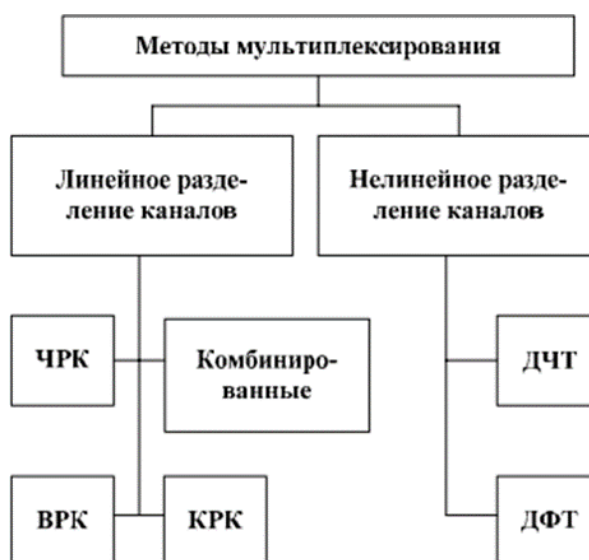 Методы мультиплексирования
Линейное разде-
ление каналов
Нелинейное разде-
ление каналов
ЧРК
Комбиниро-
ванные
ДЧТ
ВРК
КРК
ДФТ